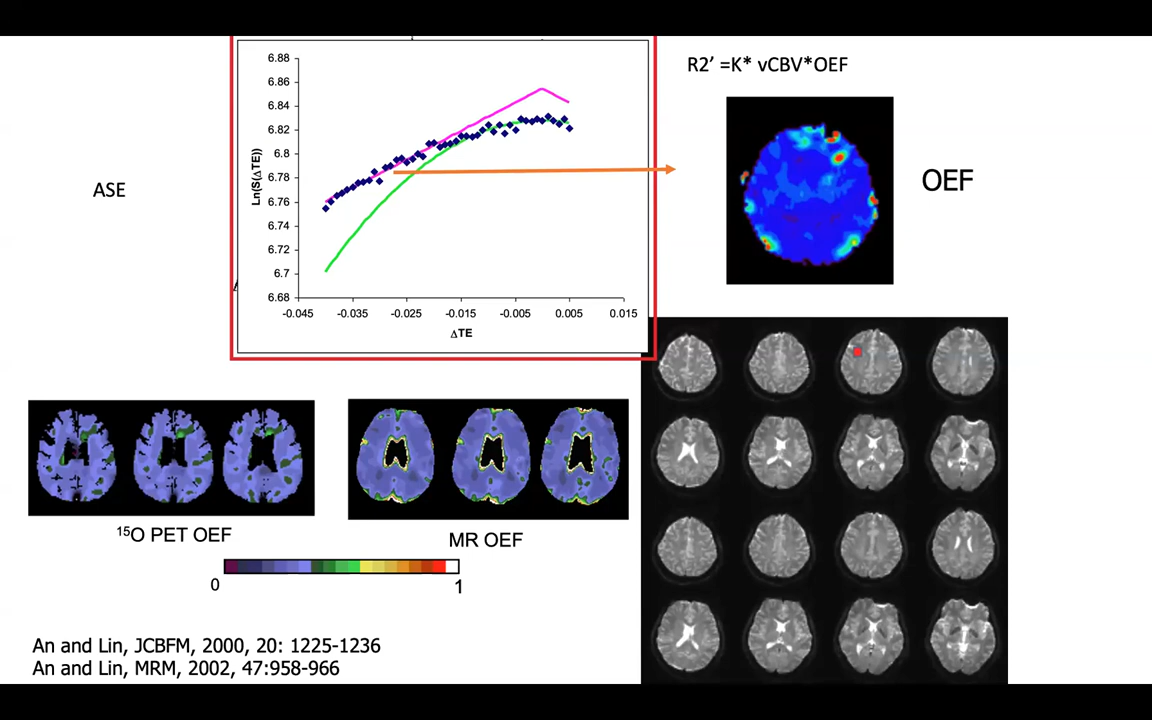 R2’ =K* vCBV*OEF
ASE
OEF
6.88
6.86
6.84
6.82
6.8
6.78
6.76
6.74
6.72
6.7
6.68
Ln(S(ΔTE))
-0.045 -0.035 -0.025 -0.015 -0.005 0.005 0.015
ΔTE
¹⁵O PET OEF
MR OEF
0 1
An and Lin, JCBFM, 2000, 20: 1225-1236
An and Lin, MRM, 2002, 47:958-966